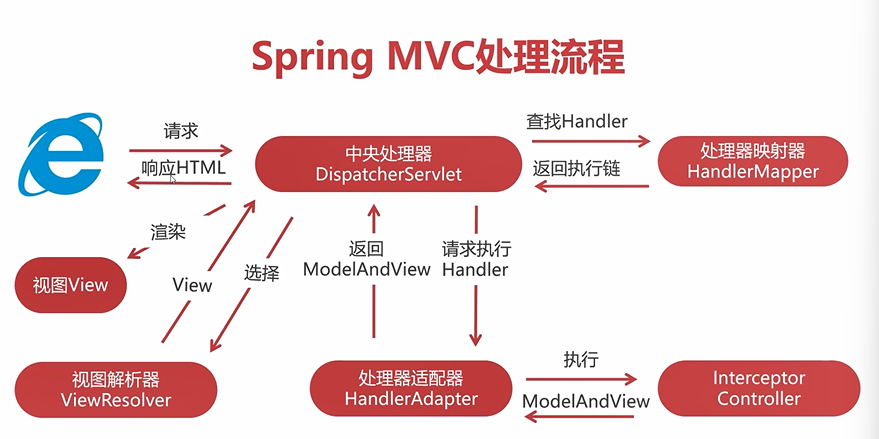 Spring MVC处理流程
请求
响应HTML
中央处理器
DispatcherServlet
查找Handler
返回执行链
处理器映射器
HandlerMapper
渲染
视图View
View
选择
返回
ModelAndView
请求执行
Handler
视图解析器
ViewResolver
处理器适配器
HandlerAdapter
执行
ModelAndView
Interceptor
Controller